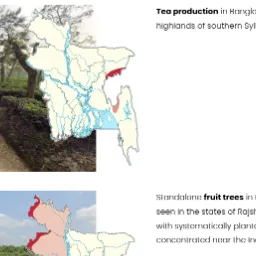 Tea production in Bangl
highlands of southern Syl
Standalone fruit trees in
seen in the states of Rajsh
with systematically plante
concentrated near the In